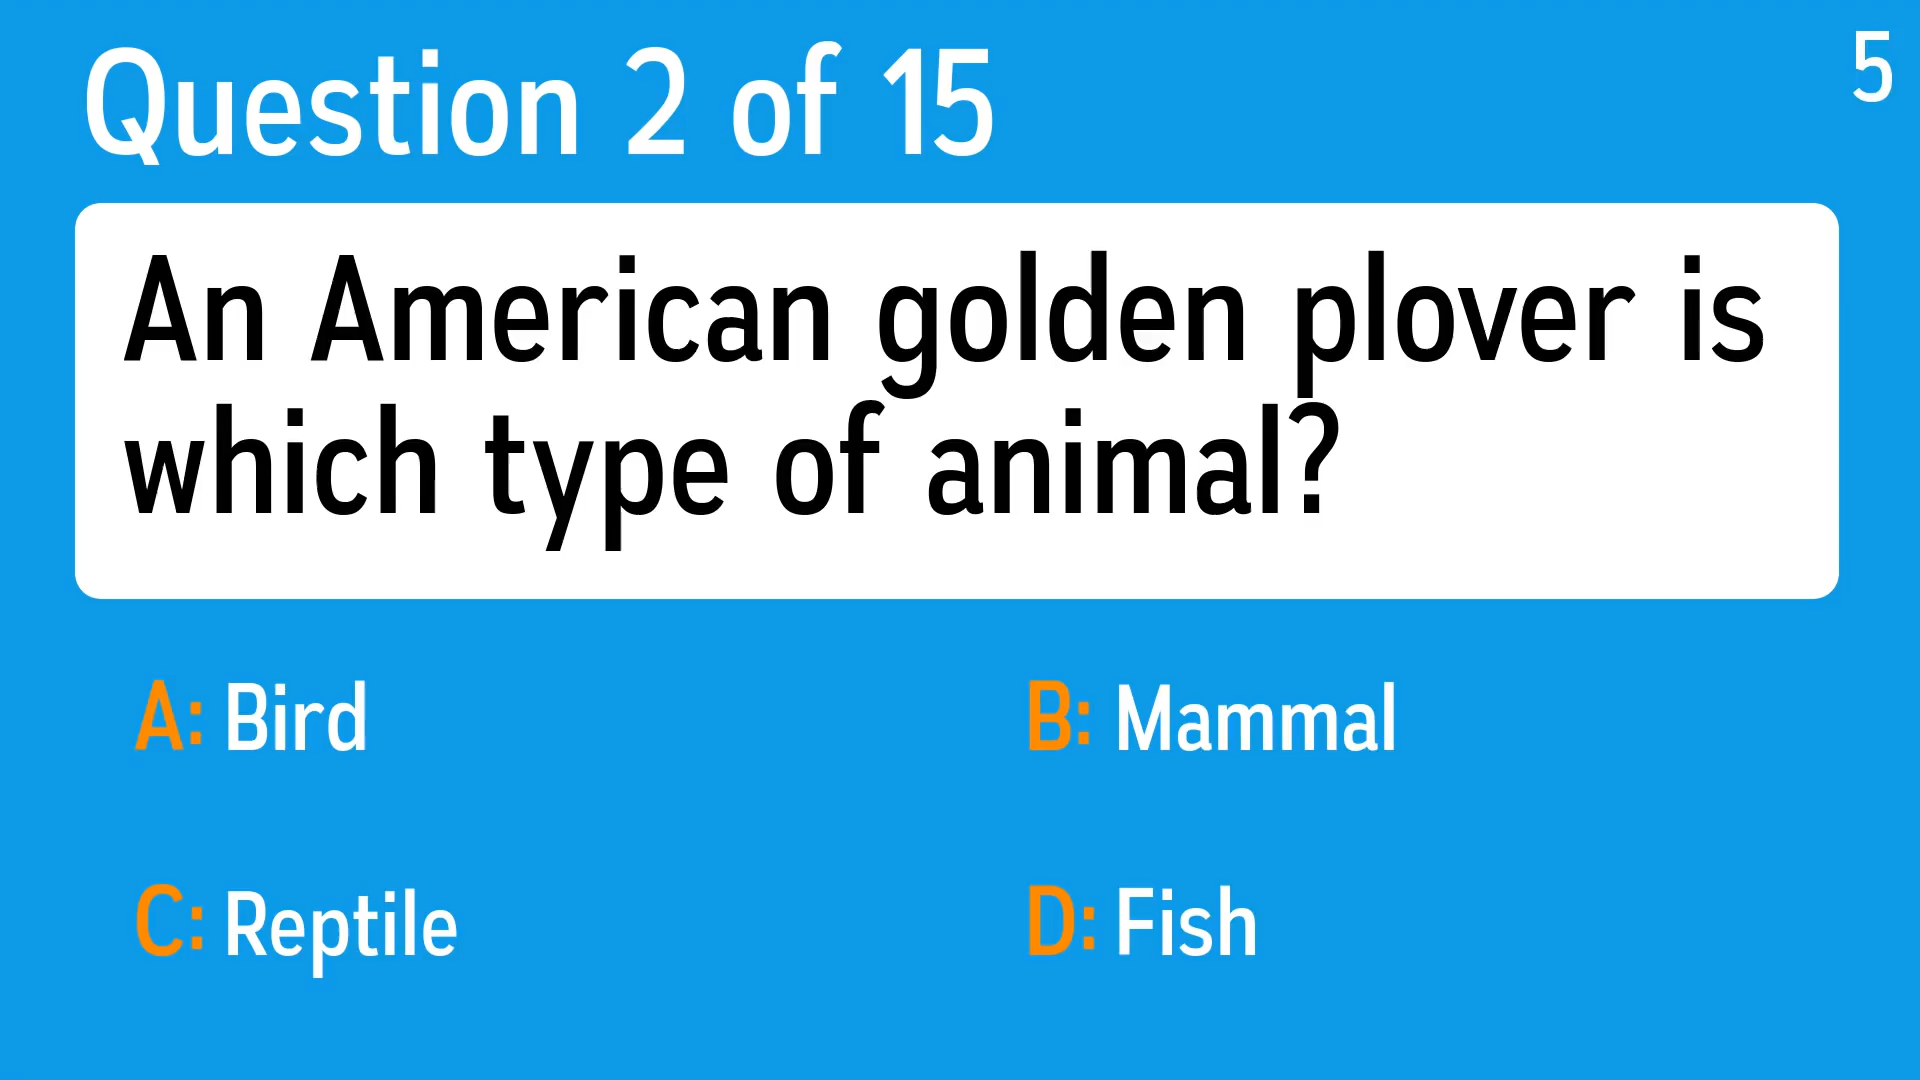 Question 2 of 15
5
An American golden plover is
which type of animal?
A: Bird
B: Mammal
C: Reptile
D: Fish